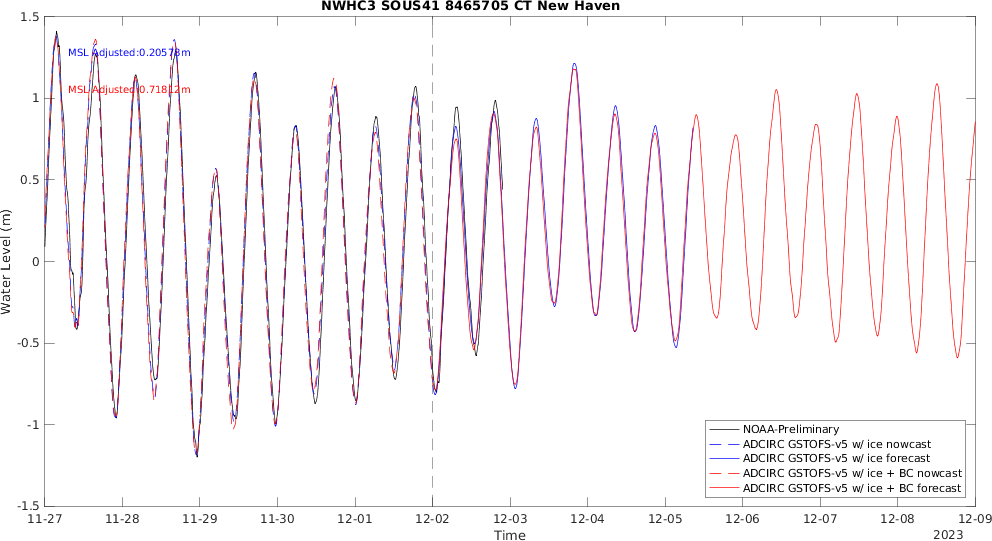 NWHC3 SOUS41 8465705 CT New Haven
MSL Adjusted:0.20573m
MSL Adjusted:0.71812m
Water Level (m)
1.5
1
0.5
0
-0.5
-1
-1.5
NOAA-Preliminary
ADCIRC GSTOFS-v5 w/ ice nowcast
ADCIRC GSTOFS-v5 w/ ice forecast
ADCIRC GSTOFS-v5 w/ ice + BC nowcast
ADCIRC GSTOFS-v5 w/ ice + BC forecast
11-27 11-28 11-29 11-30 12-01 12-02 12-03 12-04 12-05 12-06 12-07 12-08 12-09
Time
2023